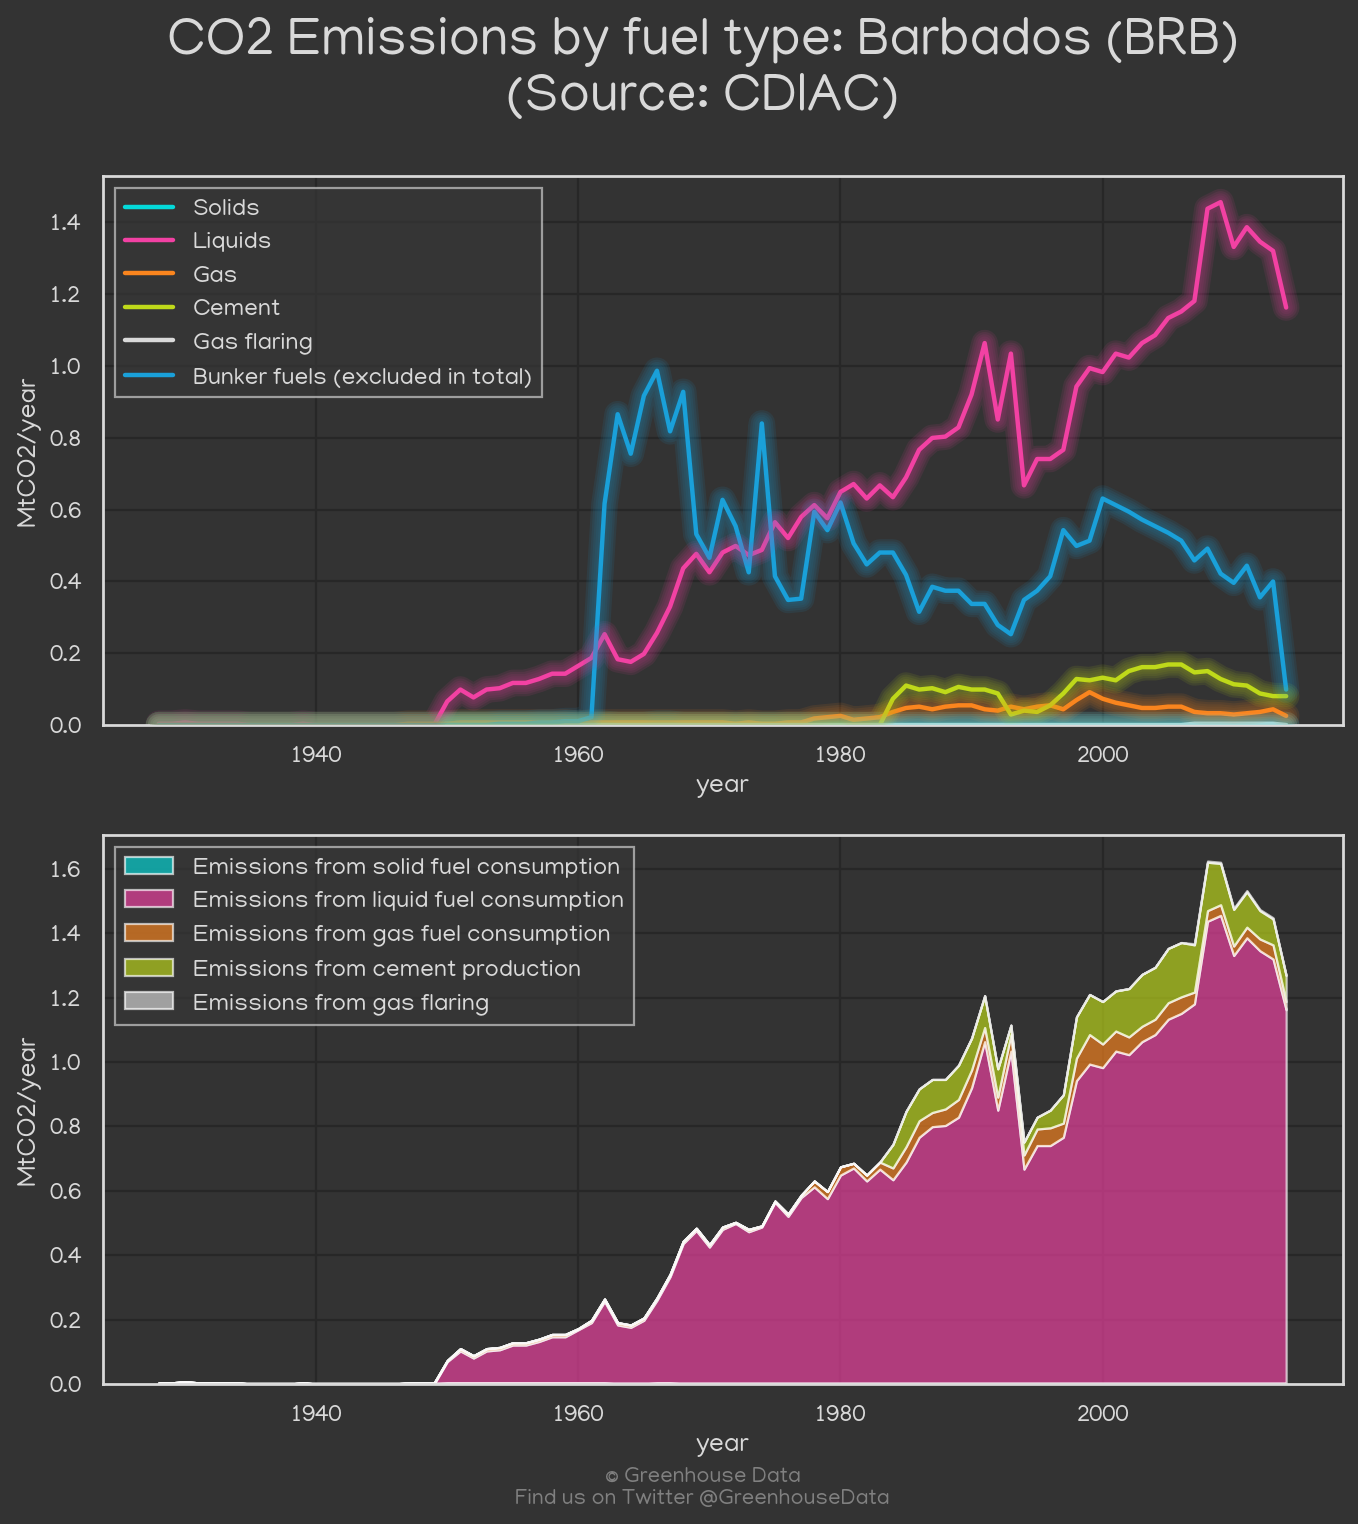 CO2 Emissions by fuel type: Barbados (BRB)
(Source: CDIAC)
Solids
Liquids
Gas
Cement
Gas flaring
Bunker fuels (excluded in total)
MtCO2/year
1.4
1.2
1.0
0.8
0.6
0.4
0.2
0.0
1940
1960
1980
2000
year
Emissions from solid fuel consumption
Emissions from liquid fuel consumption
Emissions from gas fuel consumption
Emissions from cement production
Emissions from gas flaring
MtCO2/year
1.6
1.4
1.2
1.0
0.8
0.6
0.4
0.2
0.0
1940
1960
1980
2000
year
© Greenhouse Data
Find us on Twitter @GreenhouseData